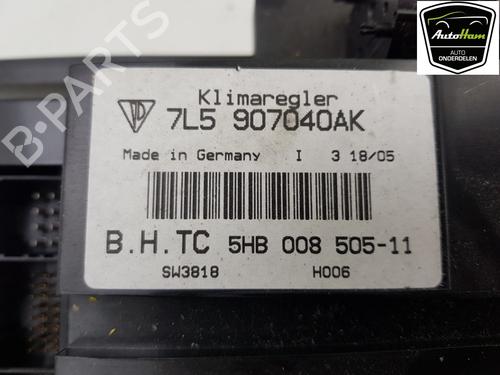 Klimaregler
7L5 907040AK
Made in Germany I 3 18/05
B.H.TC 5HB 008 505-11
SW3818 H006
AutoHam
AUTO
ONDERDELEN
B-PARTS